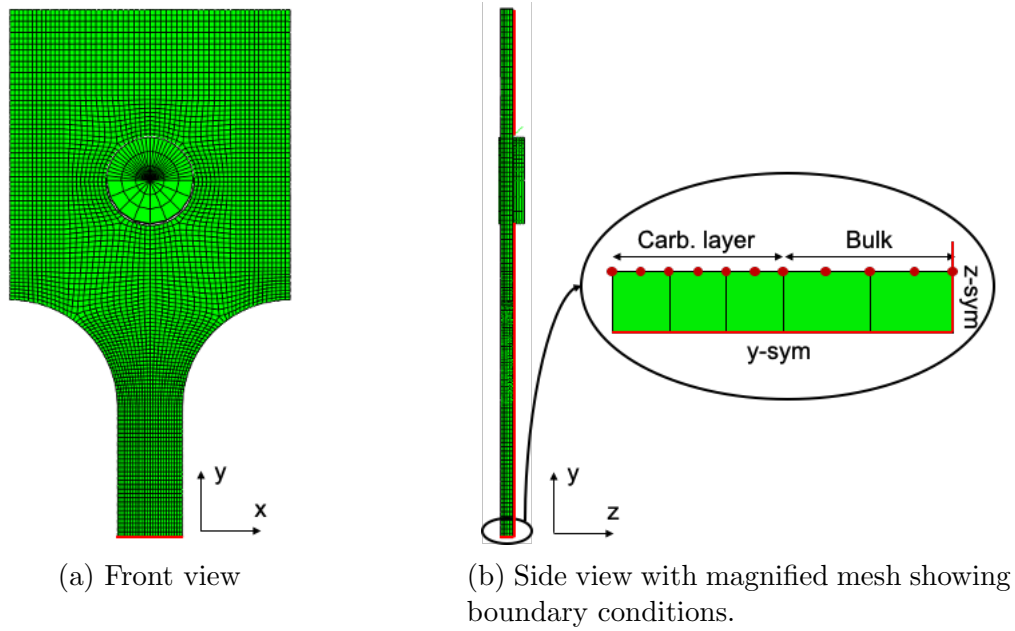 Carb. layer
Bulk
z-sym
y-sym
y
x
y
z
(a) Front view
(b) Side view with magnified mesh showing
boundary conditions.